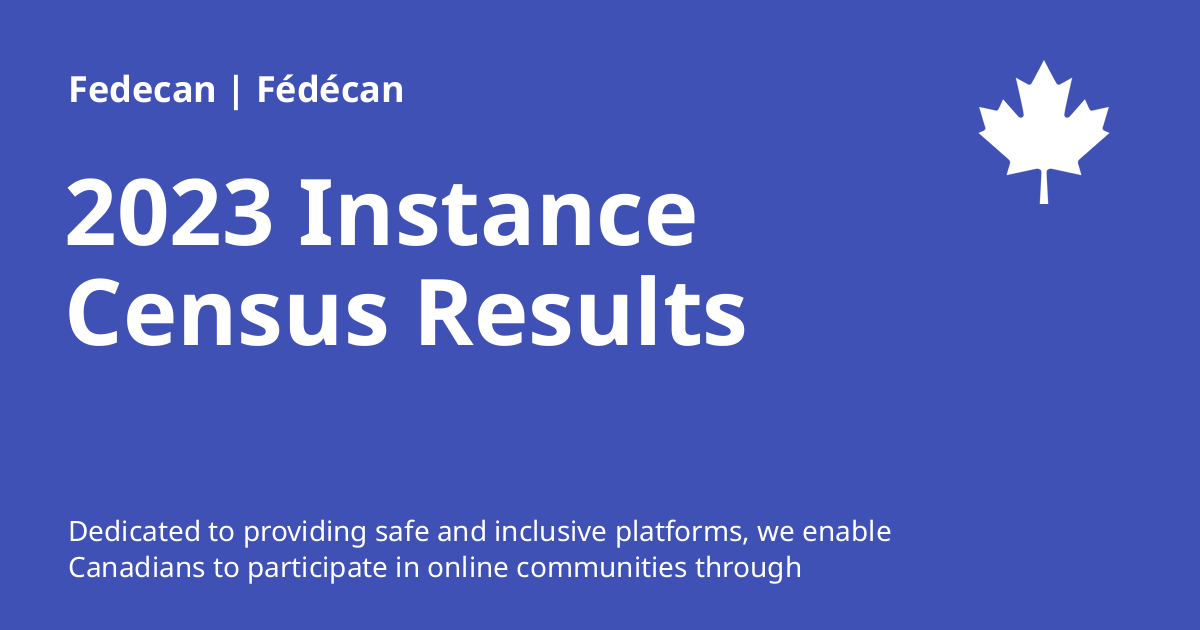 Fedecan | Fédécan
2023 Instance
Census Results
Dedicated to providing safe and inclusive platforms, we enable
Canadians to participate in online communities through